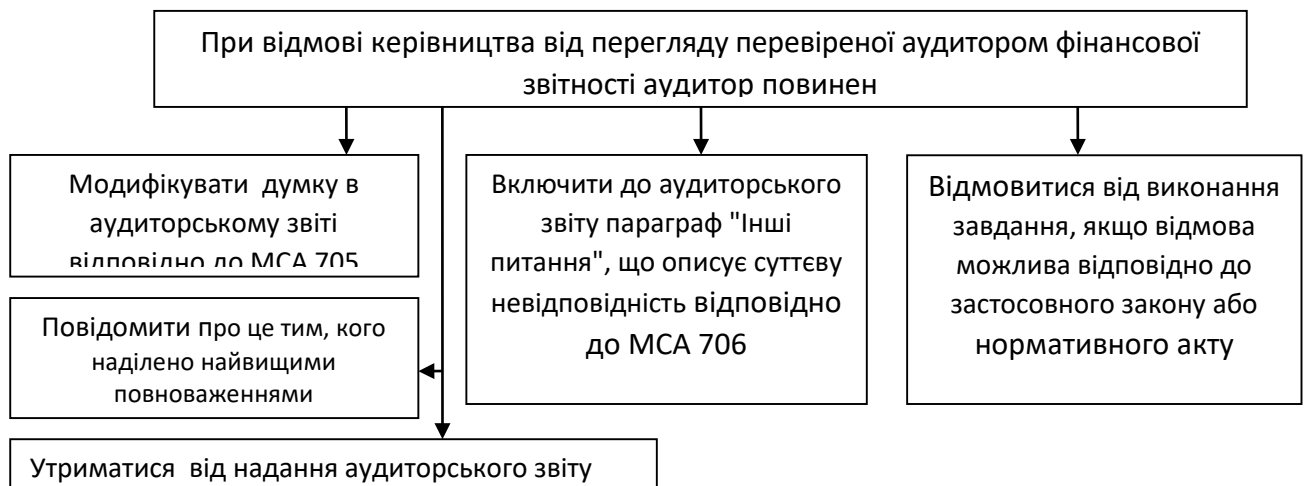 При відмові керівництва від перегляду перевіреної аудитором фінансової
звітності аудитор повинен
Модифікувати думку в
аудиторському звіті
відповідно до МСА 705
Включити до аудиторського
звіту параграф "Інші
питання", що описує суттєву
невідповідність відповідно
до МСА 706
Відмовитися від виконання
завдання, якщо відмова
можлива відповідно до
застосовного закону або
нормативного акту
Повідомити про це тим, кого
наділено найвищими
повноваженнями
Утриматися від надання аудиторського звіту